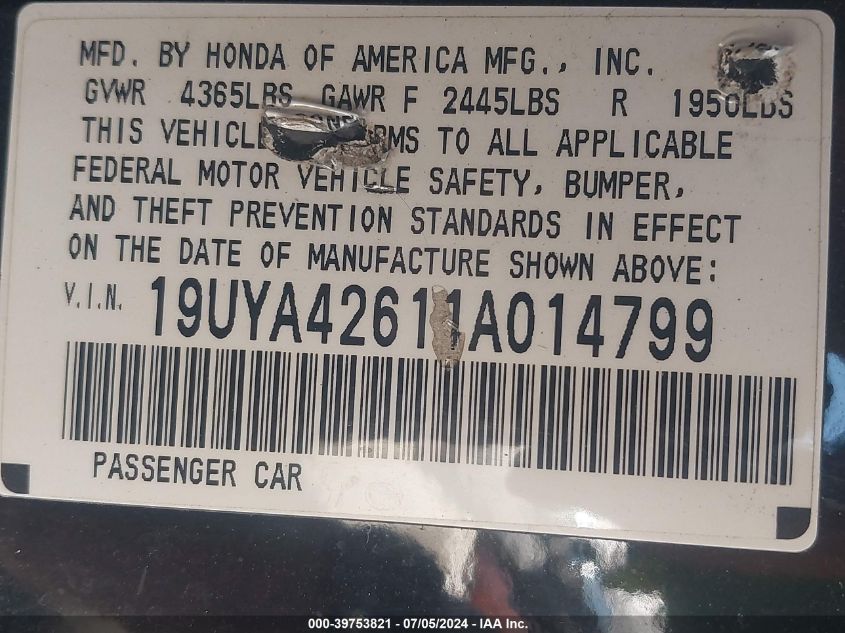 MFD. BY HONDA OF AMERICA MFG., INC.
GVWR 4365LBS GAWR F 2445LBS R 1950LBS
THIS VEHICLE CONFORMS TO ALL APPLICABLE
FEDERAL MOTOR VEHICLE SAFETY, BUMPER,
AND THEFT PREVENTION STANDARDS IN EFFECT
ON THE DATE OF MANUFACTURE SHOWN ABOVE:
V.I.N. 19UYA42611A014799
PASSENGER CAR
000-39753821 - 07/05/2024 - IAA Inc.